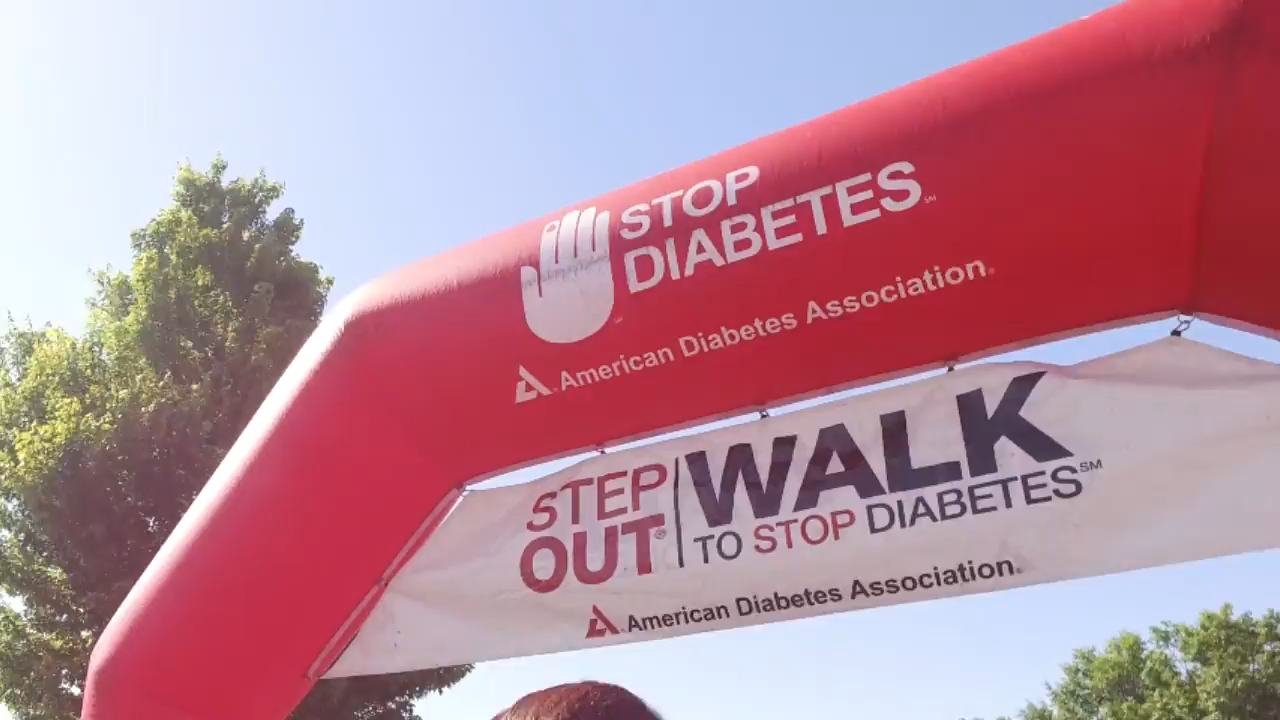 STOP
DIABETES℠
American Diabetes Association®
STEP
OUT®
WALK
TO STOP DIABETES℠
American Diabetes Association®